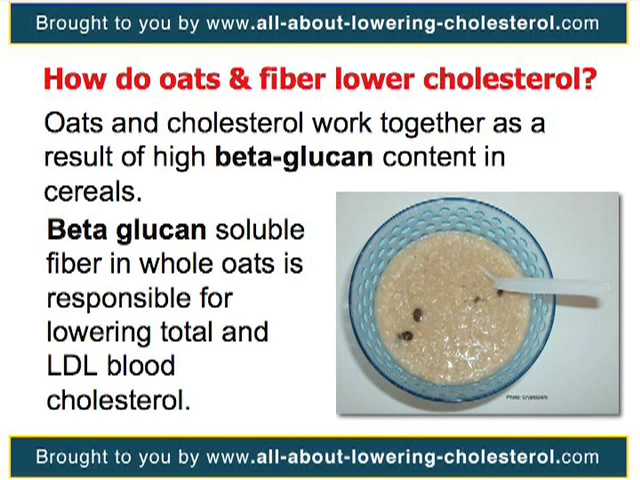 Brought to you by www.all-about-lowering-cholesterol.com
How do oats & fiber lower cholesterol?
Oats and cholesterol work together as a
result of high beta-glucan content in
cereals.
Beta glucan soluble
fiber in whole oats is
responsible for
lowering total and
LDL blood
cholesterol.
Brought to you by www.all-about-lowering-cholesterol.com